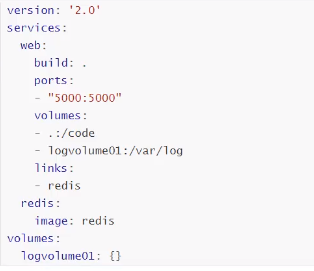 version: '2.0'
services:
  web:
    build: .
    ports:
    - "5000:5000"
    volumes:
    - .:/code
    - logvolume01:/var/log
    links:
    - redis
  redis:
    image: redis
volumes:
  logvolume01: {}